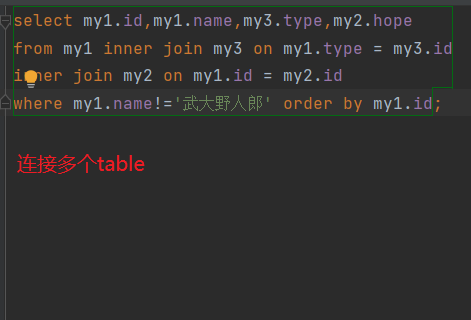 select my1.id,my1.name,my3.type,my2.hope
from my1 inner join my3 on my1.type = my3.id
inner join my2 on my1.id = my2.id
where my1.name!='武大野人郎' order by my1.id;
连接多个table